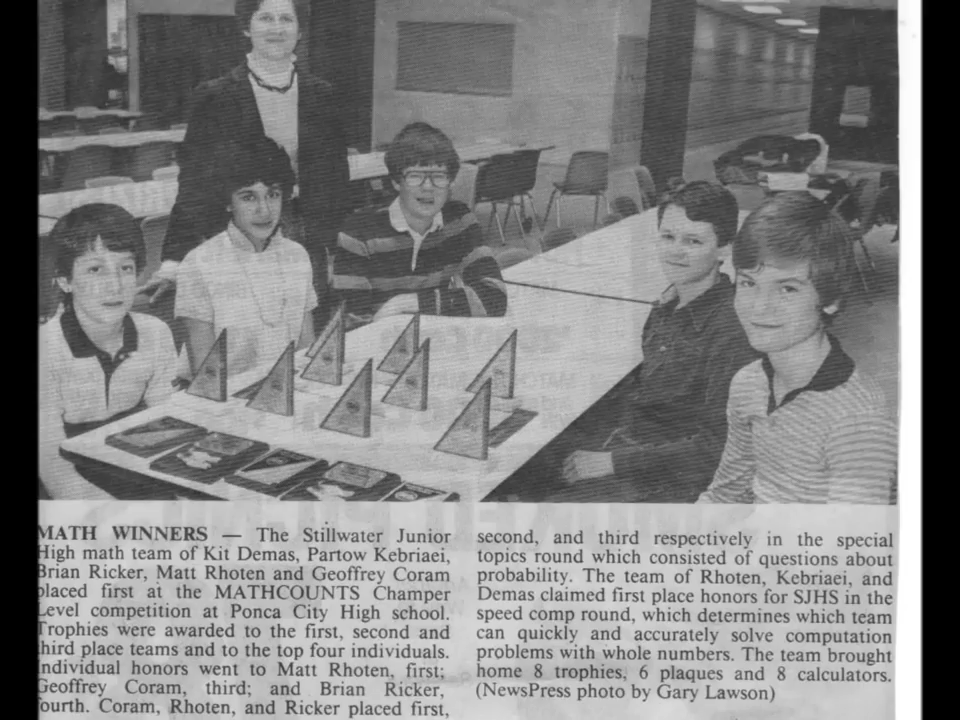 MATH WINNERS — The Stillwater Junior
High math team of Kit Demas, Partow Kebriaei,
Brian Ricker, Matt Rhoten and Geoffrey Coram
placed first at the MATHCOUNTS Champer
Level competition at Ponca City High school.
Trophies were awarded to the first, second and
third place teams and to the top four individuals.
Individual honors went to Matt Rhoten, first;
Geoffrey Coram, third; and Brian Ricker,
fourth. Coram, Rhoten, and Ricker placed first,
second, and third respectively in the special
topics round which consisted of questions about
probability. The team of Rhoten, Kebriaei, and
Demas claimed first place honors for SJHS in the
speed comp round, which determines which team
can quickly and accurately solve computation
problems with whole numbers. The team brought
home 8 trophies, 6 plaques and 8 calculators.
(NewsPress photo by Gary Lawson)